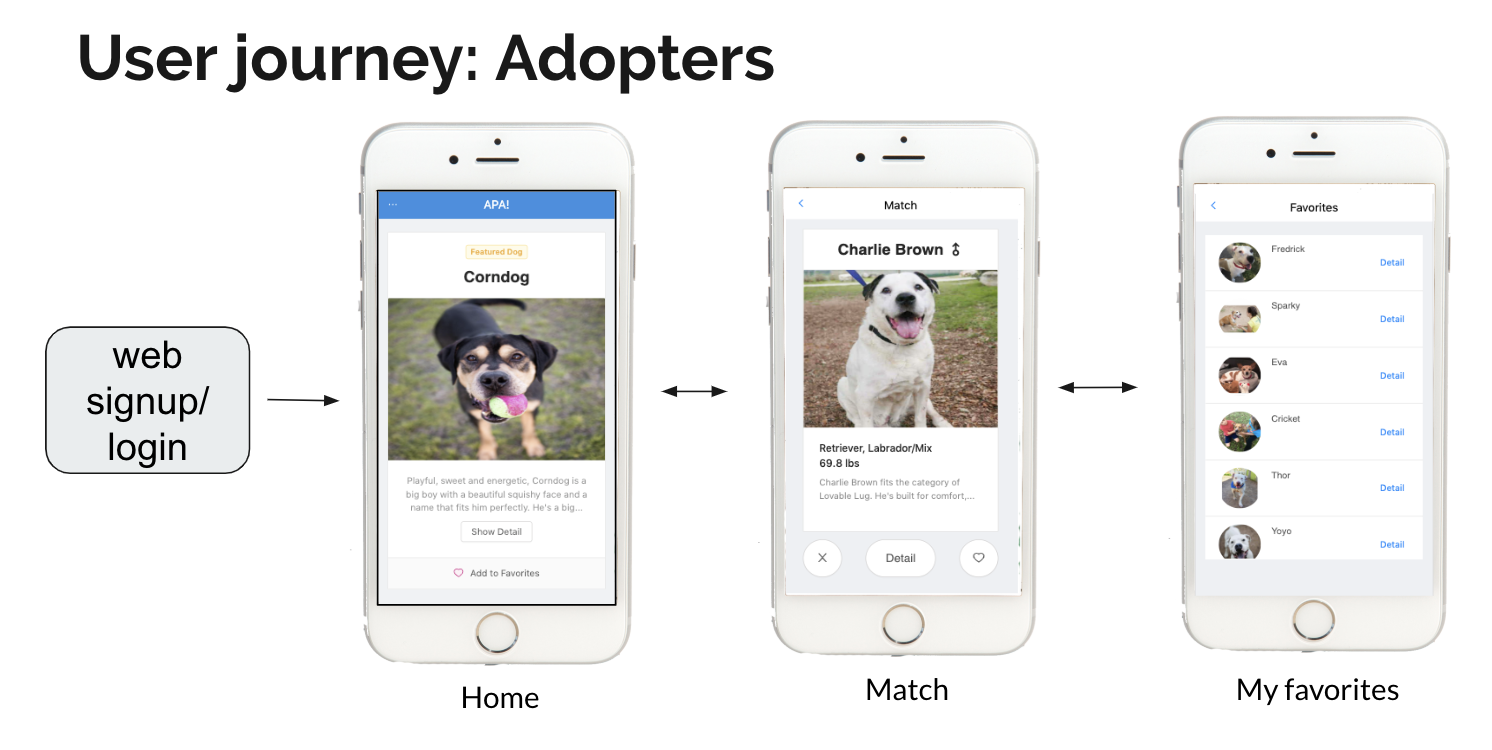 User journey: Adopters
web
signup/
login
APA!
Featured Dog
Corndog
Playful, sweet and energetic, Corndog is a
big boy with a beautiful squishy face and a
name that fits him perfectly. He's a big...
Show Detail
Add to Favorites
Home
Match
Charlie Brown
Retriever, Labrador/Mix
69.8 lbs
Charlie Brown fits the category of
Lovable Lug. He's built for comfort,...
Detail
Match
Favorites
Fredrick
Detail
Sparky
Detail
Eva
Detail
Cricket
Detail
Thor
Detail
Yoyo
Detail
My favorites